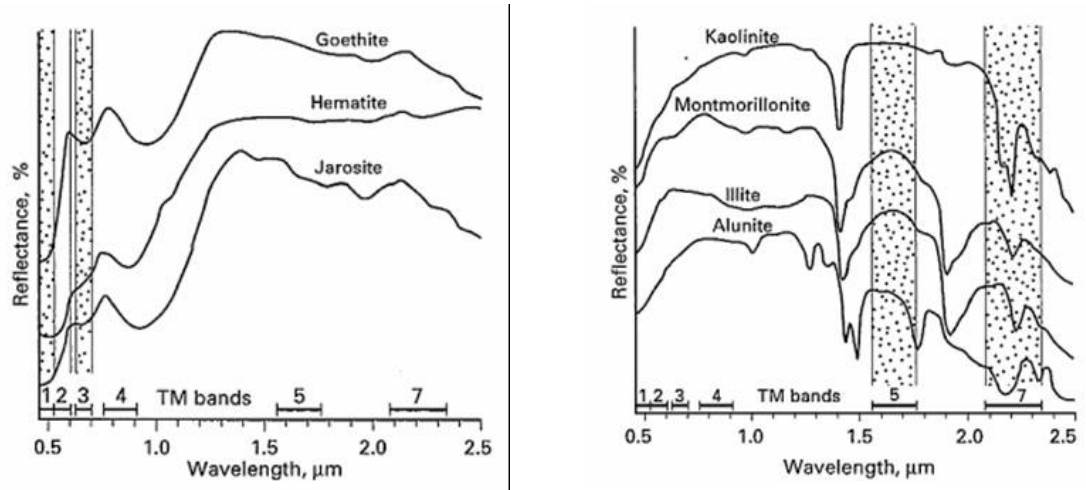 Goethite
Hematite
Jarosite
Reflectance, %
1 2 3 4 TM bands 5 7
0.5 1.0 1.5 2.0 2.5
Wavelength, μm
Kaolinite
Montmorillonite
Illite
Alunite
Reflectance, %
1 2 3 4 TM bands 5 7
0.5 1.0 1.5 2.0 2.5
Wavelength, μm